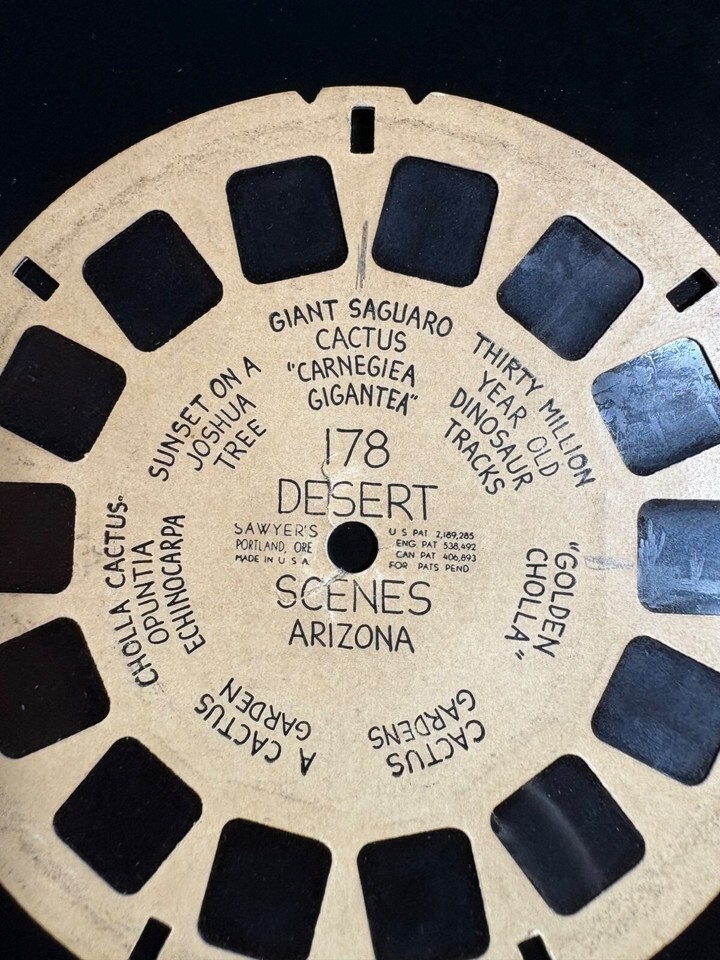 GIANT SAGUARO
CACTUS
"CARNEGIEA
GIGANTEA"
THIRTY MILLION
YEAR OLD
DINOSAUR
TRACKS
"GOLDEN
CHOLLA"
CACTUS
GARDENS
A CACTUS
GARDEN
CHOLLA CACTUS"
OPUNTIA
ECHINOCARPA
SUNSET ON A
JOSHUA
TREE
178
DESERT
SAWYER'S
PORTLAND, ORE
MADE IN U.S.A.
U S PAT 2,189,285
ENG. PAT 538,492
CAN PAT 406,893
FOR PATS PEND
SCENES
ARIZONA